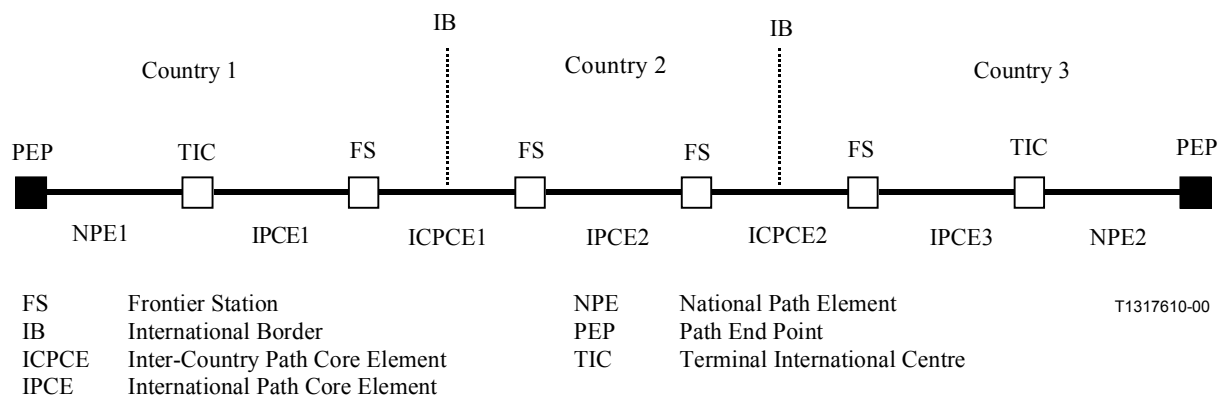 IB IB
Country 1 Country 2 Country 3
PEP TIC FS FS FS FS TIC PEP
NPE1 IPCE1 ICPCE1 IPCE2 ICPCE2 IPCE3 NPE2
FS Frontier Station NPE National Path Element T1317610-00
IB International Border PEP Path End Point
ICPCE Inter-Country Path Core Element TIC Terminal International Centre
IPCE International Path Core Element